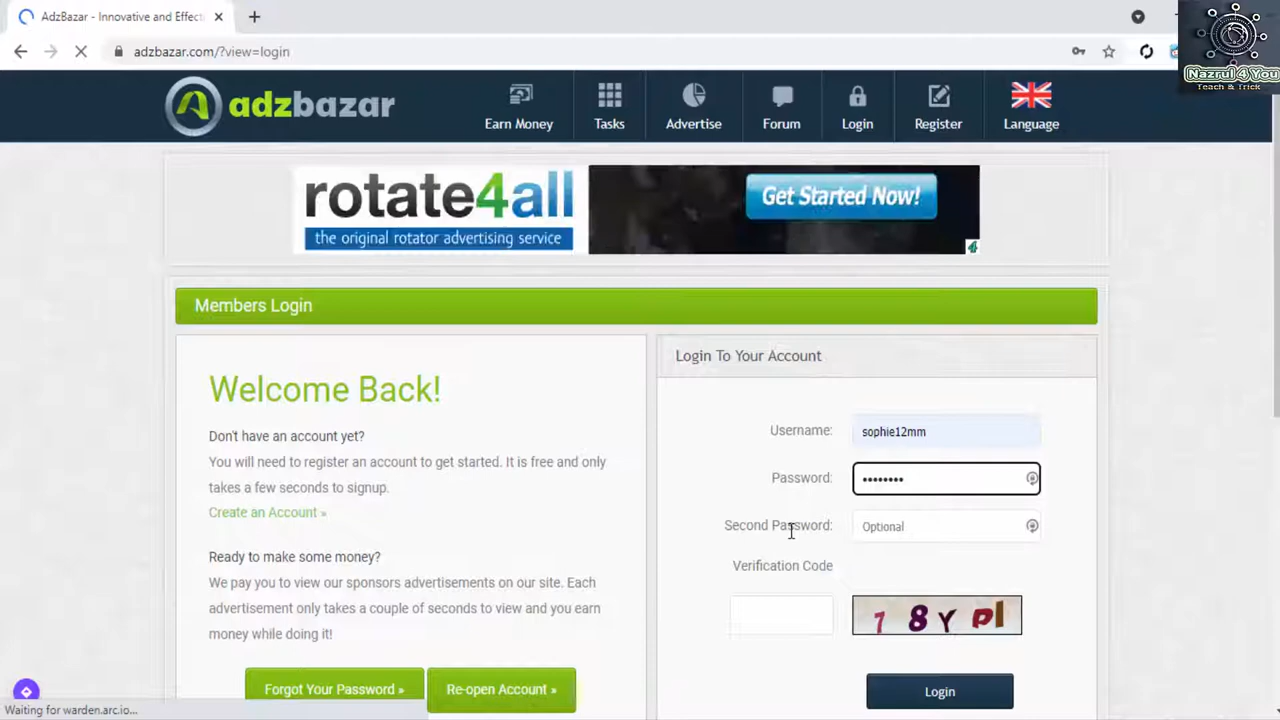 AdzBazar - Innovative and Effect
adzbazar.com/?view=login
Nazrul 4 You
Teach & Trick
adzbazar
Earn Money
Tasks
Advertise
Forum
Login
Register
Language
rotate4all
the original rotator advertising service
Get Started Now!
4
Members Login
Welcome Back!
Don't have an account yet?
You will need to register an account to get started. It is free and only
takes a few seconds to signup.
Create an Account »
Ready to make some money?
We pay you to view our sponsors advertisements on our site. Each
advertisement only takes a couple of seconds to view and you earn
money while doing it!
Forgot Your Password »
Re-open Account »
Login To Your Account
Username:
sophie12mm
Password:
••••••••
Second Password:
Optional
Verification Code
Login
Waiting for warden.arc.io...